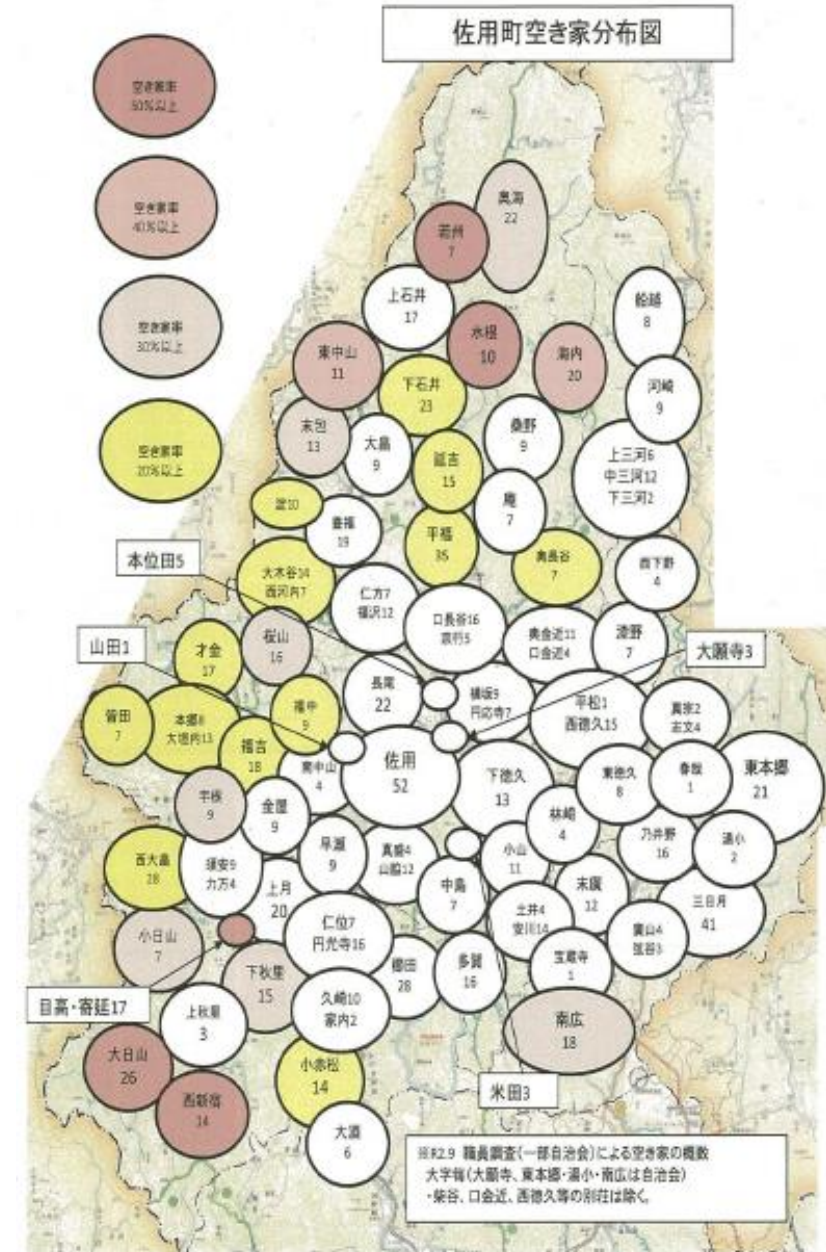 佐用町空き家分布図
空き家率
50%以上
空き家率
40%以上
空き家率
30%以上
空き家率
20%以上
奥海
22
若州
7
上石井
17
船越
8
水根
10
東中山
11
海内
20
下石井
23
河崎
9
末包
13
大畠
9
桑野
9
延吉
15
上三河6
中三河12
下三河2
淀10
庵
7
豊福
19
平福
35
奥長谷
7
西下野
4
本位田5
大木谷14
西河内7
仁方7
福沢12
口長谷16
宗行5
奥金近11
口金近4
漆野
7
山田1
才金
17
桜山
16
大願寺3
長尾
22
横坂9
円応寺7
平松1
西徳久15
真宗2
志文4
皆田
7
本郷8
大垣内13
福中
9
福吉
18
佐用
52
南中山
4
下徳久
13
東徳久
8
春哉
1
東本郷
21
宇根
9
金屋
9
林崎
4
乃井野
16
湯小
2
西大畠
28
須安9
力万4
早瀬
9
真盛4
山脇12
小山
11
上月
20
中島
7
末廣
12
三日月
41
土井4
安川14
廣山4
弦谷3
小日山
7
仁位7
円光寺16
下秋里
15
櫛田
28
多賀
16
宝蔵寺
1
目高・寄延17
上秋里
3
久崎10
家内2
南広
18
大日山
26
小赤松
14
西新宿
14
米田3
大酒
6
※R2.9 職員調査(一部自治会)による空き家の概数
大字毎(大願寺、東本郷・湯小・南広は自治会)
・柴谷、口金近、西徳久等の別荘は除く。